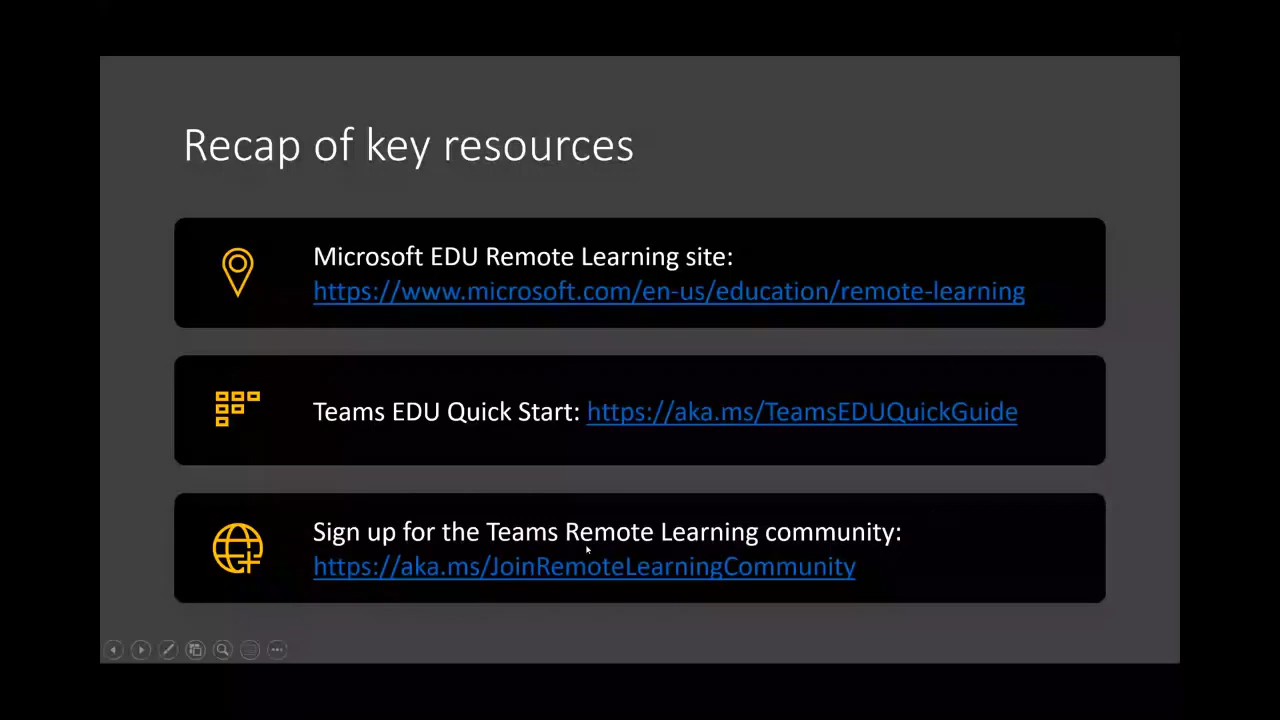 Recap of key resources
Microsoft EDU Remote Learning site:
https://www.microsoft.com/en-us/education/remote-learning
Teams EDU Quick Start: https://aka.ms/TeamsEDUQuickGuide
Sign up for the Teams Remote Learning community:
https://aka.ms/JoinRemoteLearningCommunity